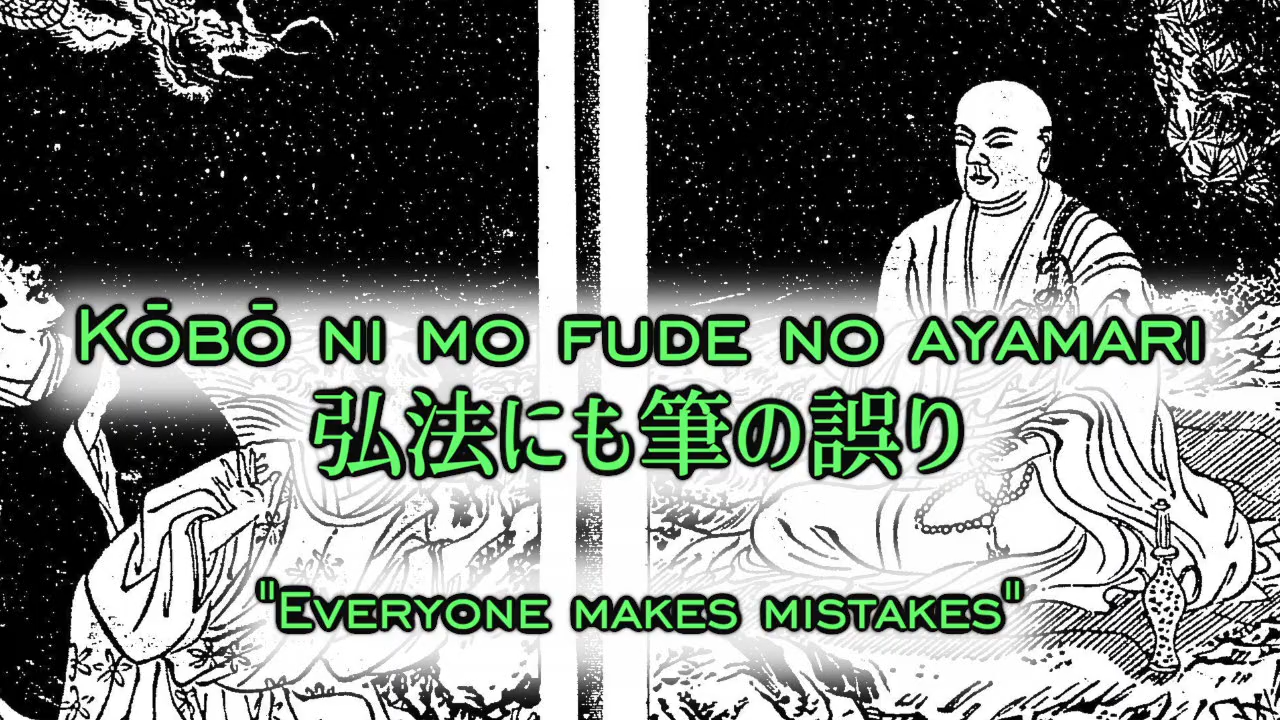 Kōbō ni mo fude no ayamari
弘法にも筆の誤り
"Everyone makes mistakes"